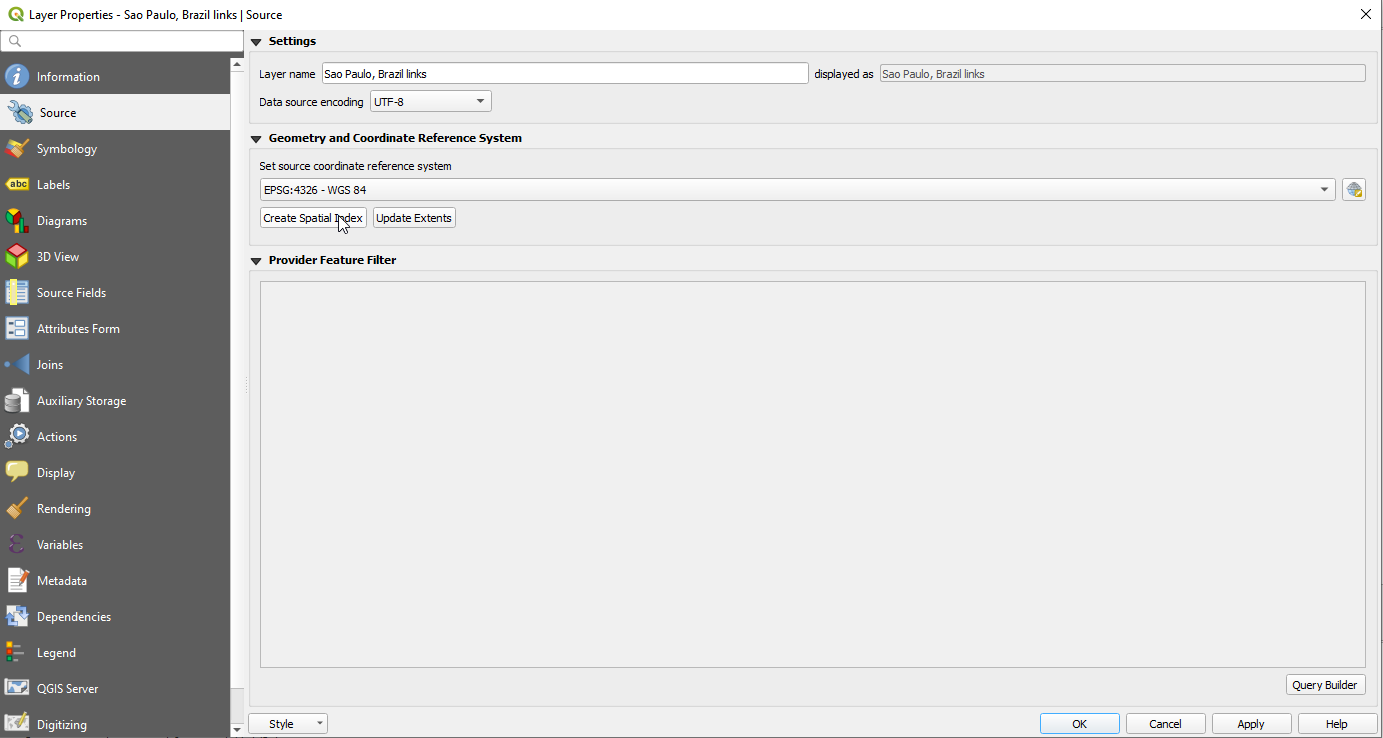 Layer Properties - Sao Paulo, Brazil links | Source
Information
Source
Symbology
abc Labels
Diagrams
3D View
Source Fields
Attributes Form
Joins
Auxiliary Storage
Actions
Display
Rendering
Variables
Metadata
Dependencies
Legend
QGIS Server
Digitizing
Settings
Layer name Sao Paulo, Brazil links displayed as Sao Paulo, Brazil links
Data source encoding UTF-8
Geometry and Coordinate Reference System
Set source coordinate reference system
EPSG:4326 - WGS 84
Create Spatial Index Update Extents
Provider Feature Filter
Query Builder
Style OK Cancel Apply Help